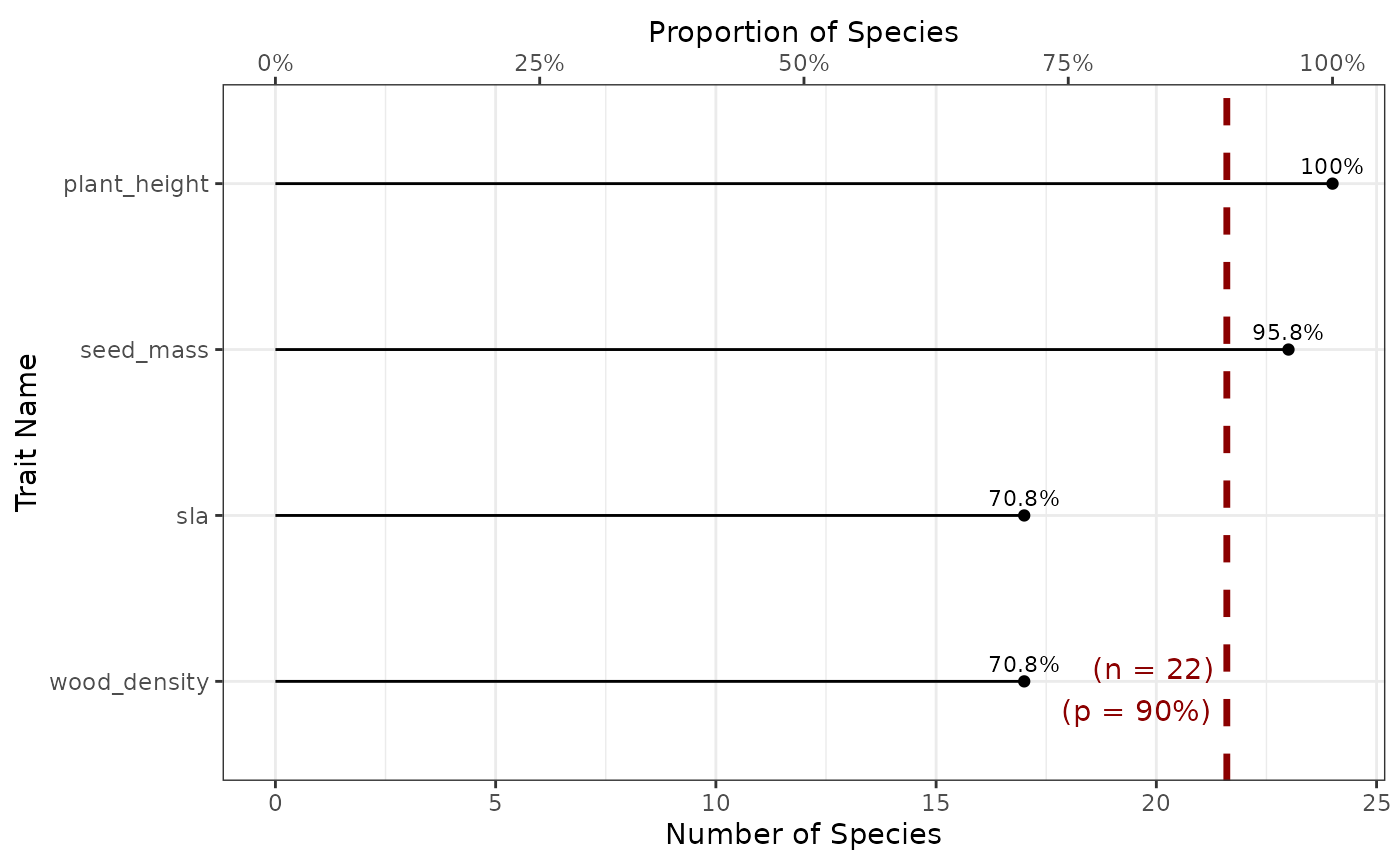 Proportion of Species
0% 25% 50% 75% 100%
Trait Name
plant_height 100%
seed_mass 95.8%
sla 70.8%
wood_density 70.8% (n = 22)
(p = 90%)
0 5 10 15 20 25
Number of Species